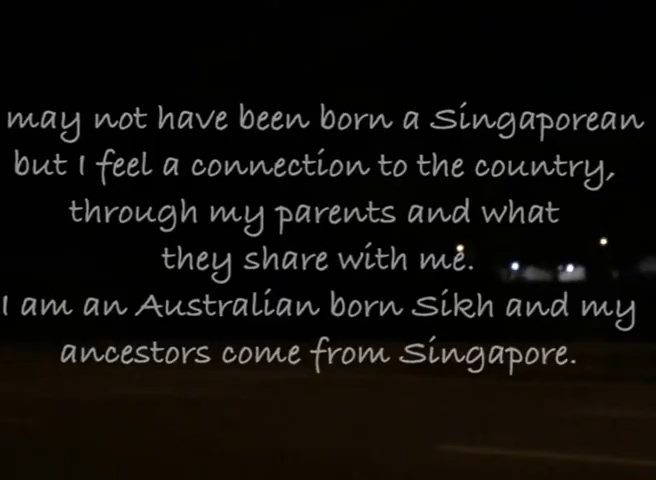 may not have been born a Singaporean
but I feel a connection to the country,
through my parents and what
they share with me.
I am an Australian born Sikh and my
ancestors come from Singapore.